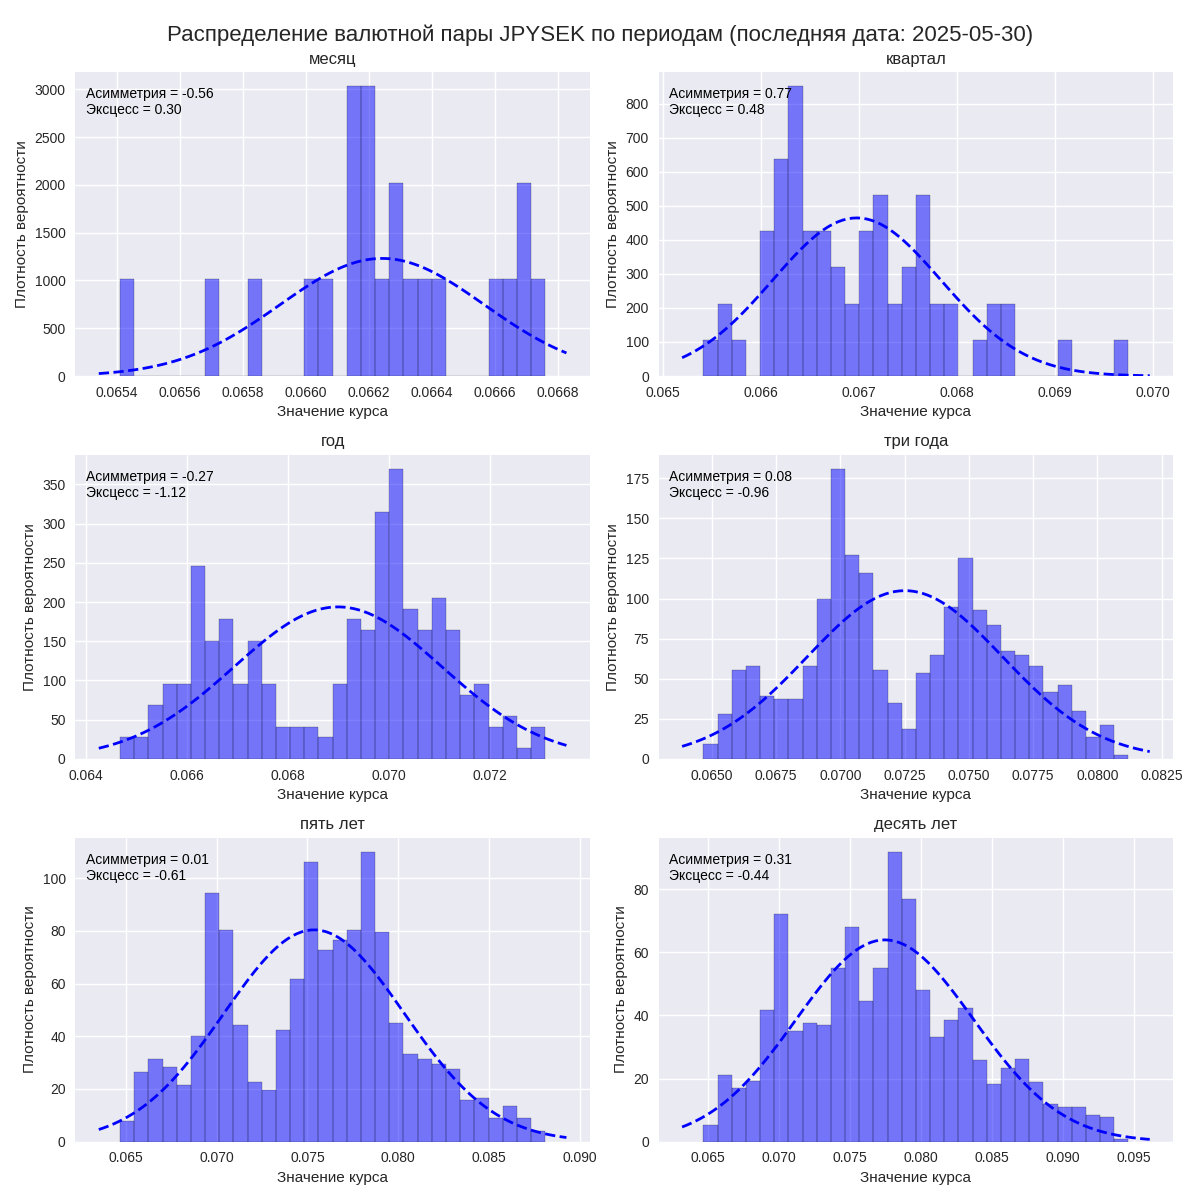 Распределение валютной пары JPYSEK по периодам (последняя дата: 2025-05-30)
месяц
Асимметрия = -0.56
Эксцесс = 0.30
Плотность вероятности
3000
2500
2000
1500
1000
500
0
0.0654 0.0656 0.0658 0.0660 0.0662 0.0664 0.0666 0.0668
Значение курса
квартал
Асимметрия = 0.77
Эксцесс = 0.48
Плотность вероятности
800
700
600
500
400
300
200
100
0
0.065 0.066 0.067 0.068 0.069 0.070
Значение курса
год
Асимметрия = -0.27
Эксцесс = -1.12
Плотность вероятности
350
300
250
200
150
100
50
0
0.064 0.066 0.068 0.070 0.072
Значение курса
три года
Асимметрия = 0.08
Эксцесс = -0.96
Плотность вероятности
175
150
125
100
75
50
25
0
0.0650 0.0675 0.0700 0.0725 0.0750 0.0775 0.0800 0.0825
Значение курса
пять лет
Асимметрия = 0.01
Эксцесс = -0.61
Плотность вероятности
100
80
60
40
20
0
0.065 0.070 0.075 0.080 0.085 0.090
Значение курса
десять лет
Асимметрия = 0.31
Эксцесс = -0.44
Плотность вероятности
80
60
40
20
0
0.065 0.070 0.075 0.080 0.085 0.090 0.095
Значение курса